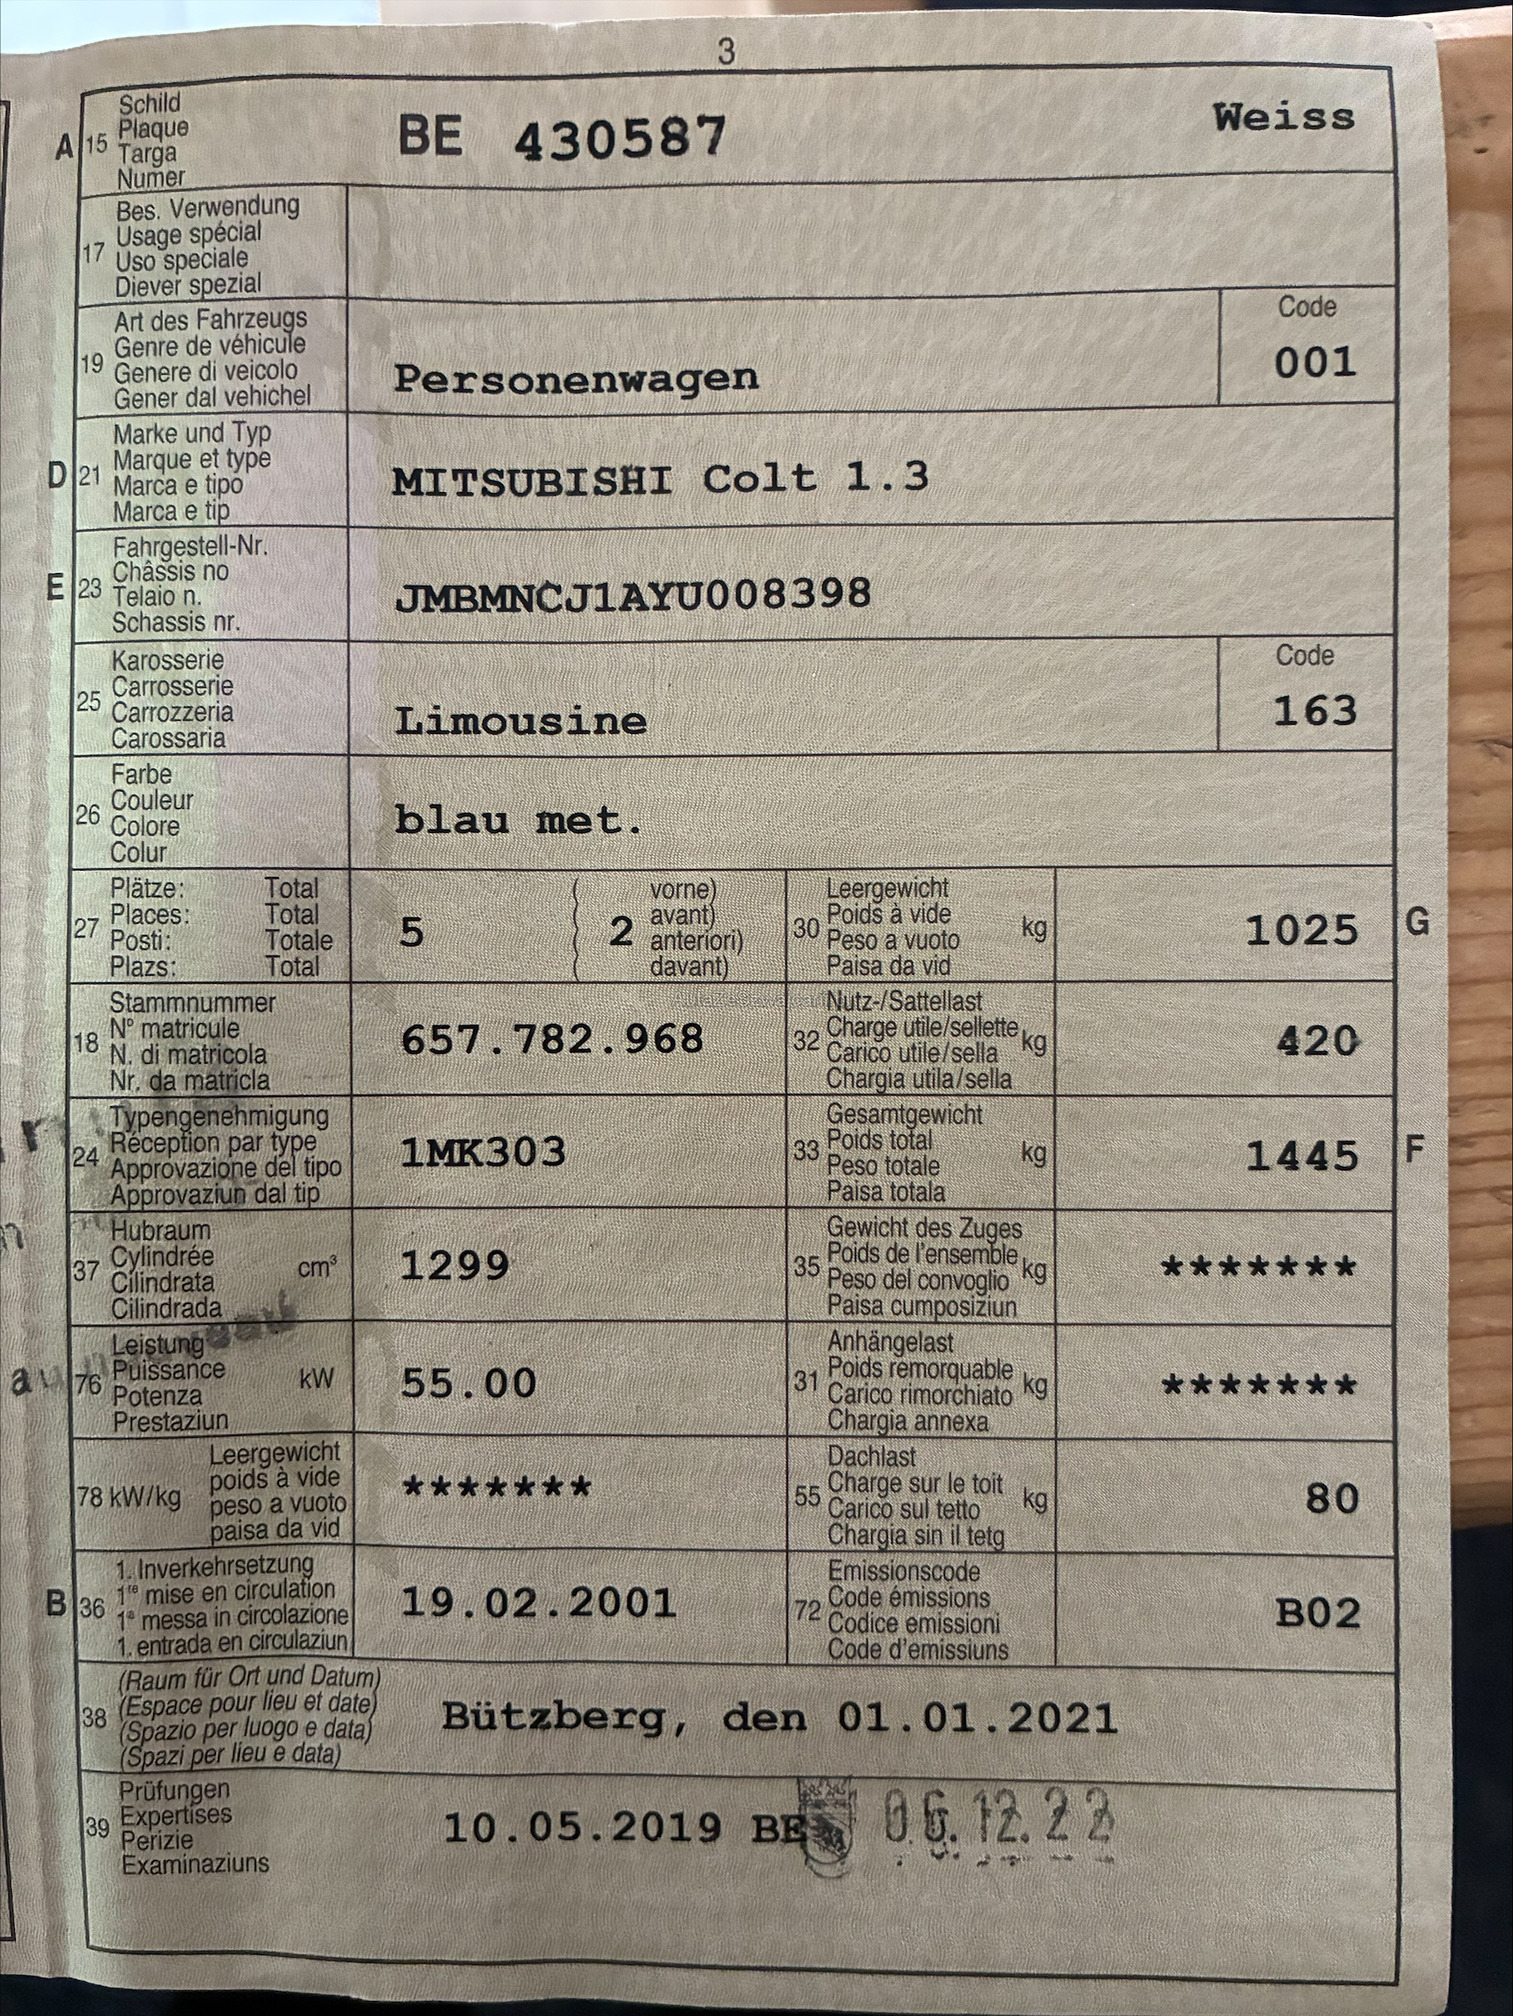 3
A 15 Schild BE 430587 Weiss
Plaque
Targa
Numer
17 Bes. Verwendung
Usage spécial
Uso speciale
Diever spezial
19 Art des Fahrzeugs Code
Genre de véhicule
Genere di veicolo Personenwagen 001
Gener dal vehichel
D 21 Marke und Typ
Marque et type MITSUBISHI Colt 1.3
Marca e tipo
Marca e tip
E 23 Fahrgestell-Nr.
Châssis no JMBMNCJ1AYU008398
Telaio n.
Schassis nr.
25 Karosserie Code
Carrosserie
Carrozzeria Limousine 163
Carossaria
26 Farbe
Couleur
Colore blau met.
Colur
27 Plätze: Total 5 ( 2 vorne)
Places: Total ( avant)
Posti: Totale ( anteriori)
Plazs: Total ( davant)
30 Leergewicht kg 1025 G
Poids à vide
Peso a vuoto
Paisa da vid
18 Stammnummer 657.782.968
N° matricule
N. di matricola
Nr. da matricla
32 Nutz-/Sattellast kg 420
Charge utile/sellette
Carico utile/sella
Chargia utila/sella
24 Typengenehmigung 1MK303
Réception par type
Approvazione del tipo
Approvaziun dal tip
33 Gesamtgewicht kg 1445 F
Poids total
Peso totale
Paisa totala
37 Hubraum cm³ 1299
Cylindrée
Cilindrata
Cilindrada
35 Gewicht des Zuges kg *******
Poids de l'ensemble
Peso del convoglio
Paisa cumposiziun
76 Leistung kW 55.00
Puissance
Potenza
Prestaziun
31 Anhängelast kg *******
Poids remorquable
Carico rimorchiato
Chargia annexa
78 kW/kg Leergewicht *******
poids à vide
peso a vuoto
paisa da vid
55 Dachlast kg 80
Charge sur le toit
Carico sul tetto
Chargia sin il tetg
B 36 1. Inverkehrsetzung 19.02.2001
1re mise en circulation
1a messa in circolazione
1. entrada en circulaziun
72 Emissionscode B02
Code émissions
Codice emissioni
Code d'emissiuns
38 (Raum für Ort und Datum) Bützberg, den 01.01.2021
(Espace pour lieu et date)
(Spazio per luogo e data)
(Spazi per lieu e data)
39 Prüfungen 10.05.2019 BE 06.12.22
Expertises
Perizie
Examinaziuns